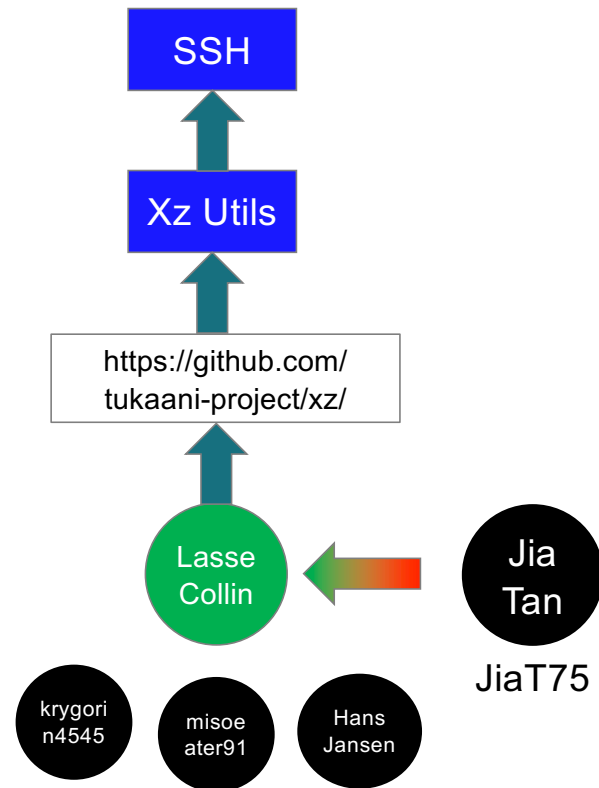 SSH
Xz Utils
https://github.com/
tukaani-project/xz/
Lasse
Collin
Jia
Tan
JiaT75
krygori
n4545
misoe
ater91
Hans
Jansen